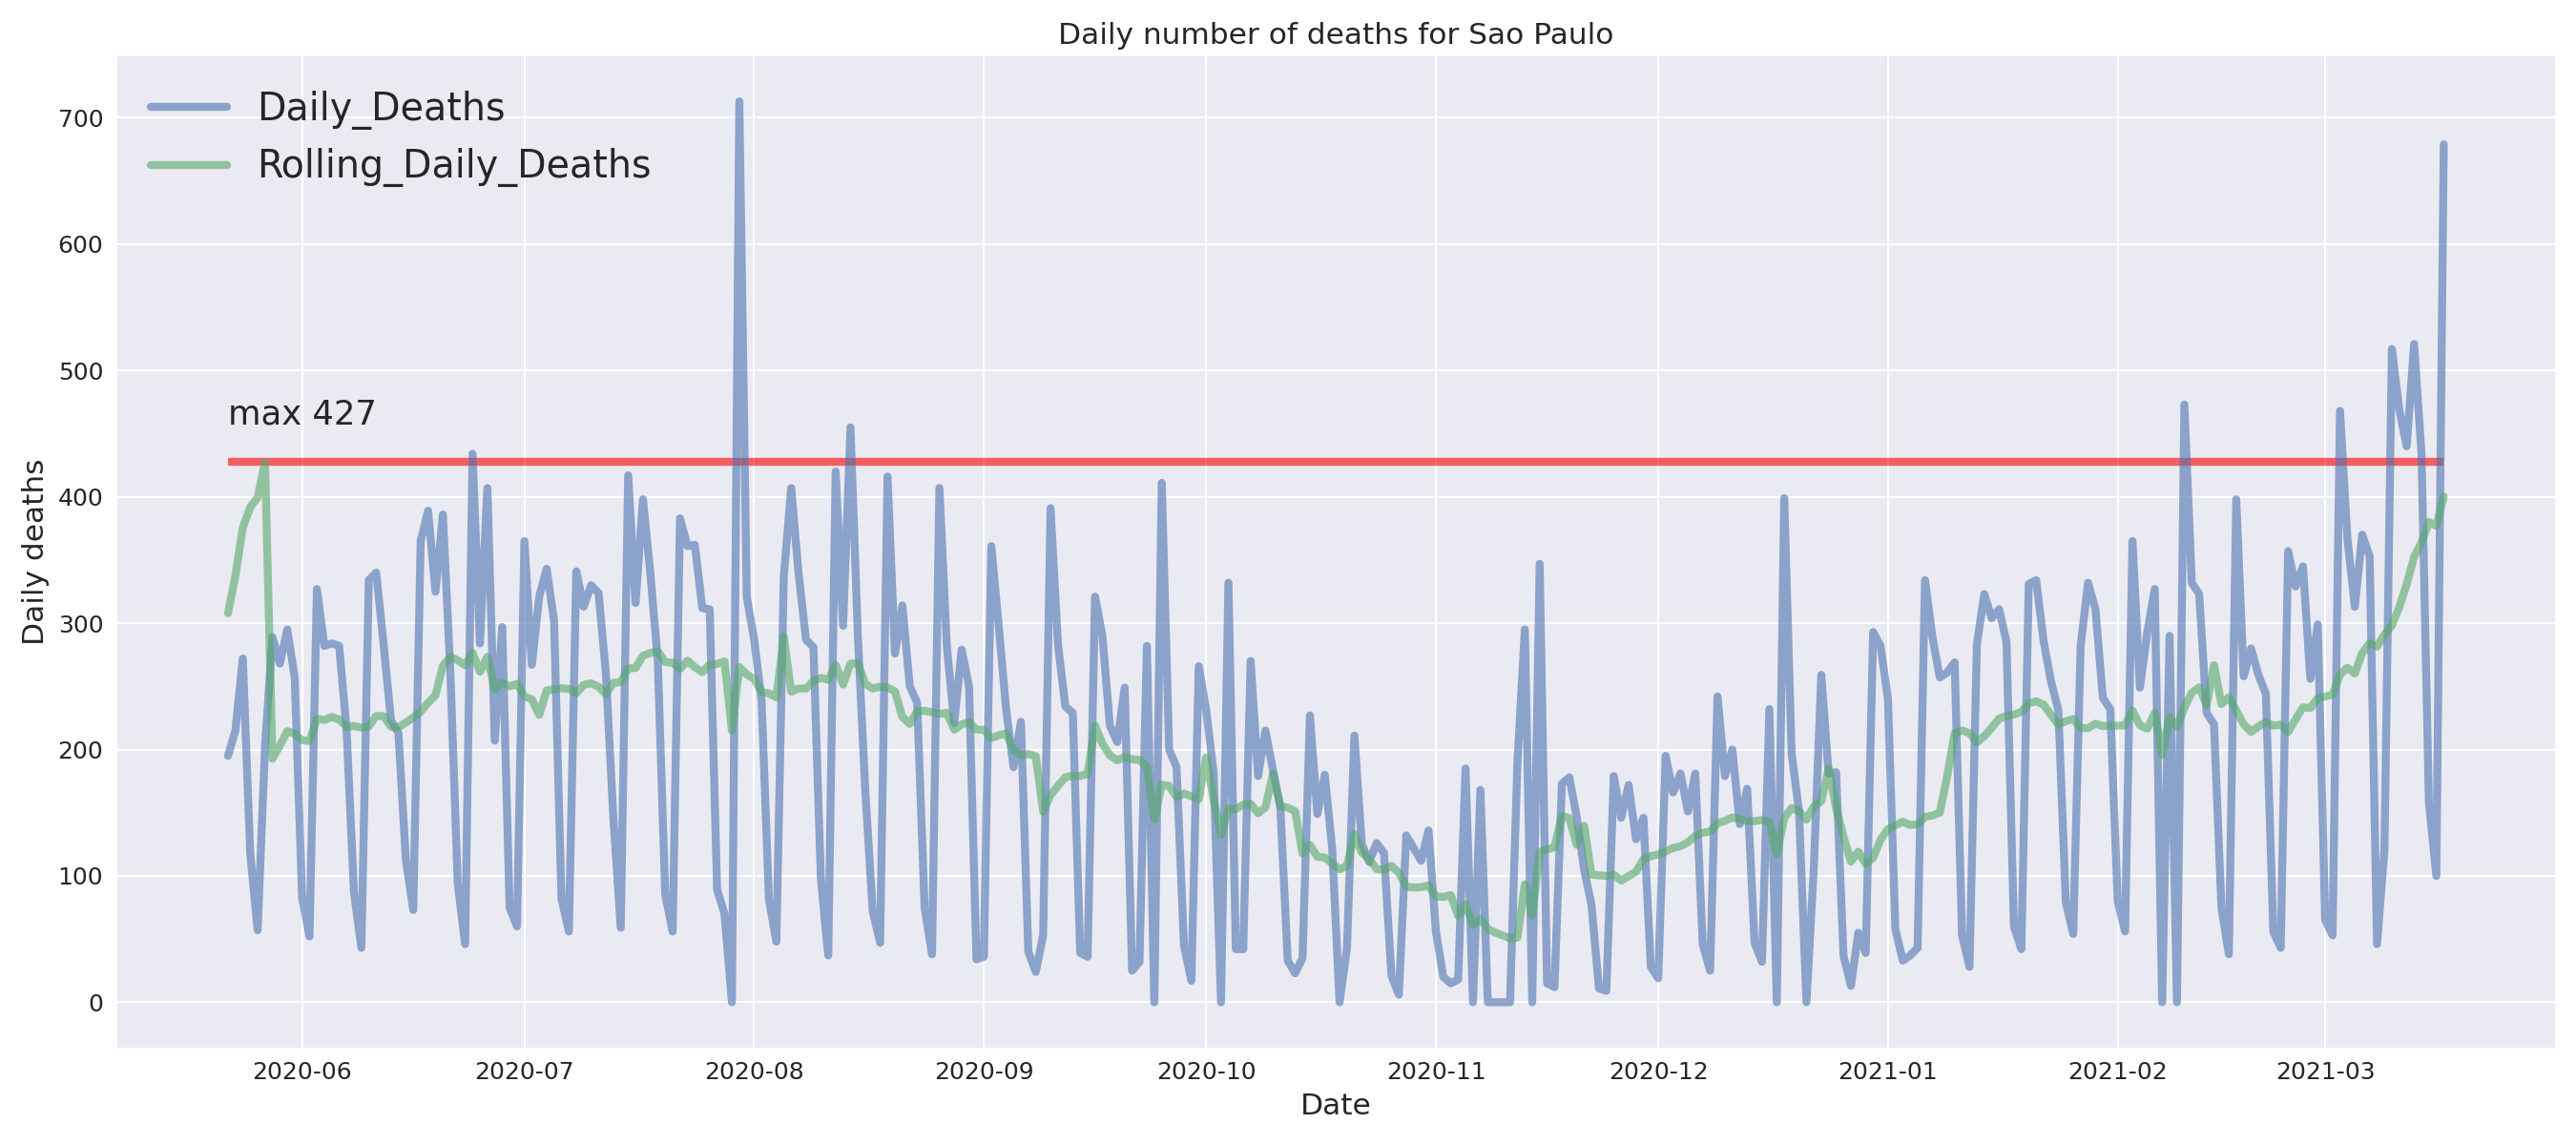 Daily number of deaths for Sao Paulo
Daily_Deaths
Rolling_Daily_Deaths
700
600
500
400
300
200
100
0
Daily deaths
max 427
2020-06 2020-07 2020-08 2020-09 2020-10 2020-11 2020-12 2021-01 2021-02 2021-03
Date